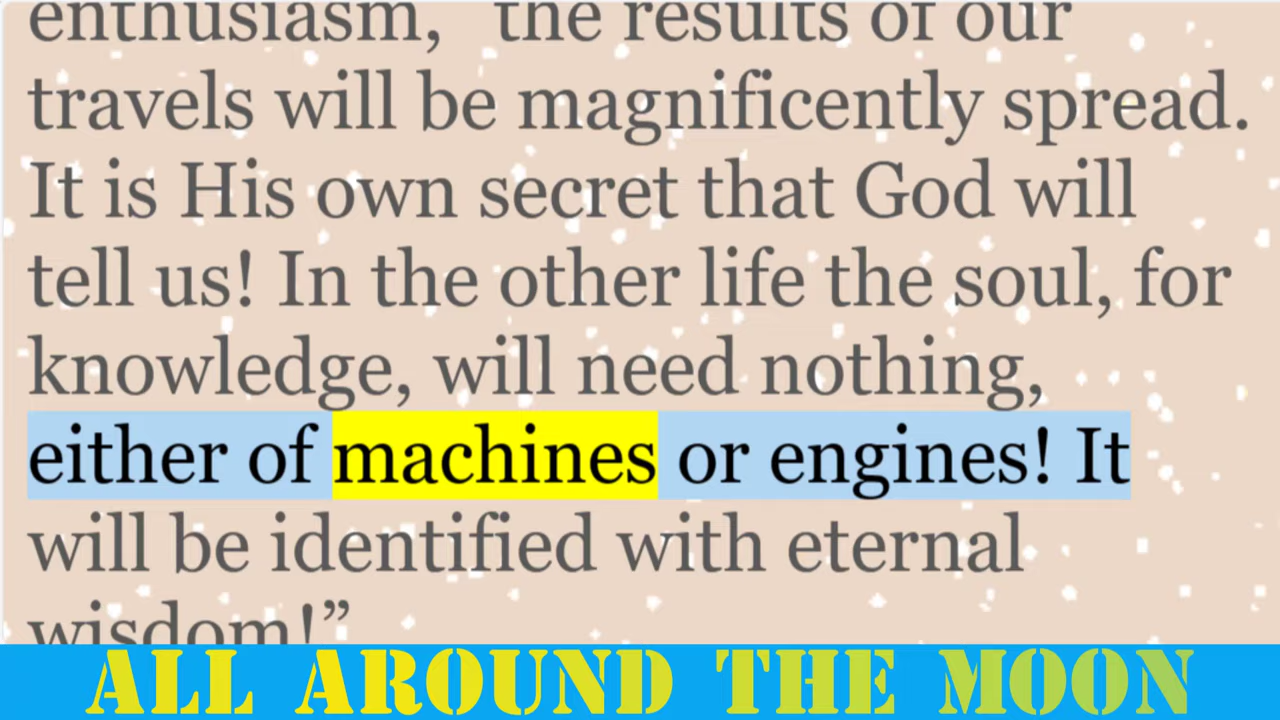 enthusiasm, “the results of our
travels will be magnificently spread.
It is His own secret that God will
tell us! In the other life the soul, for
knowledge, will need nothing,
either of machines or engines! It
will be identified with eternal
wisdom!”
ALL AROUND THE MOON